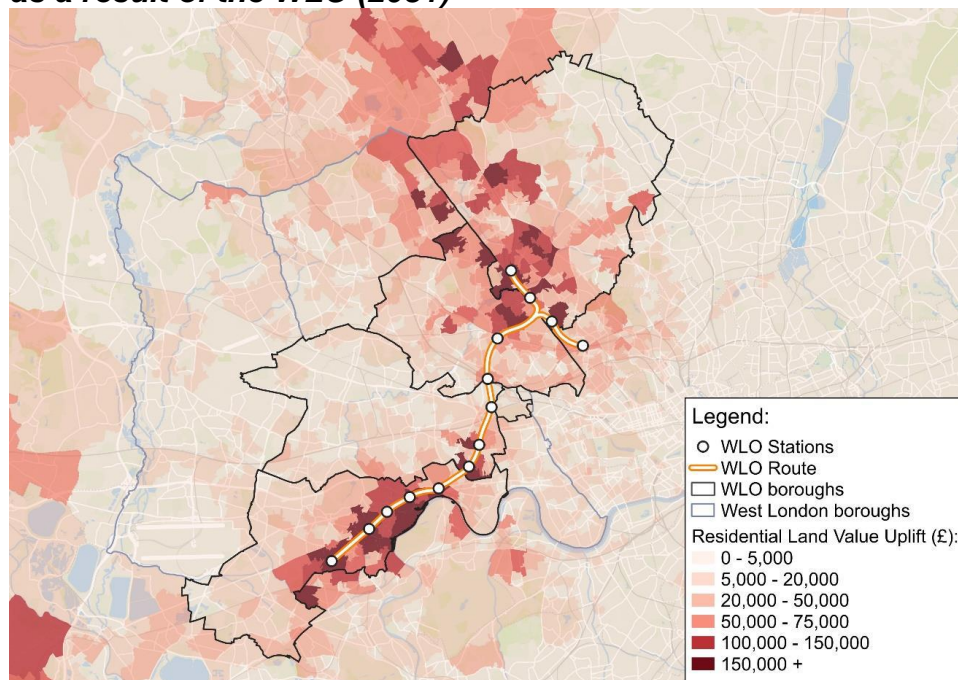 as a result of the WLO (2031)
Legend:
WLO Stations
WLO Route
WLO boroughs
West London boroughs
Residential Land Value Uplift (£):
0 - 5,000
5,000 - 20,000
20,000 - 50,000
50,000 - 75,000
100,000 - 150,000
150,000 +